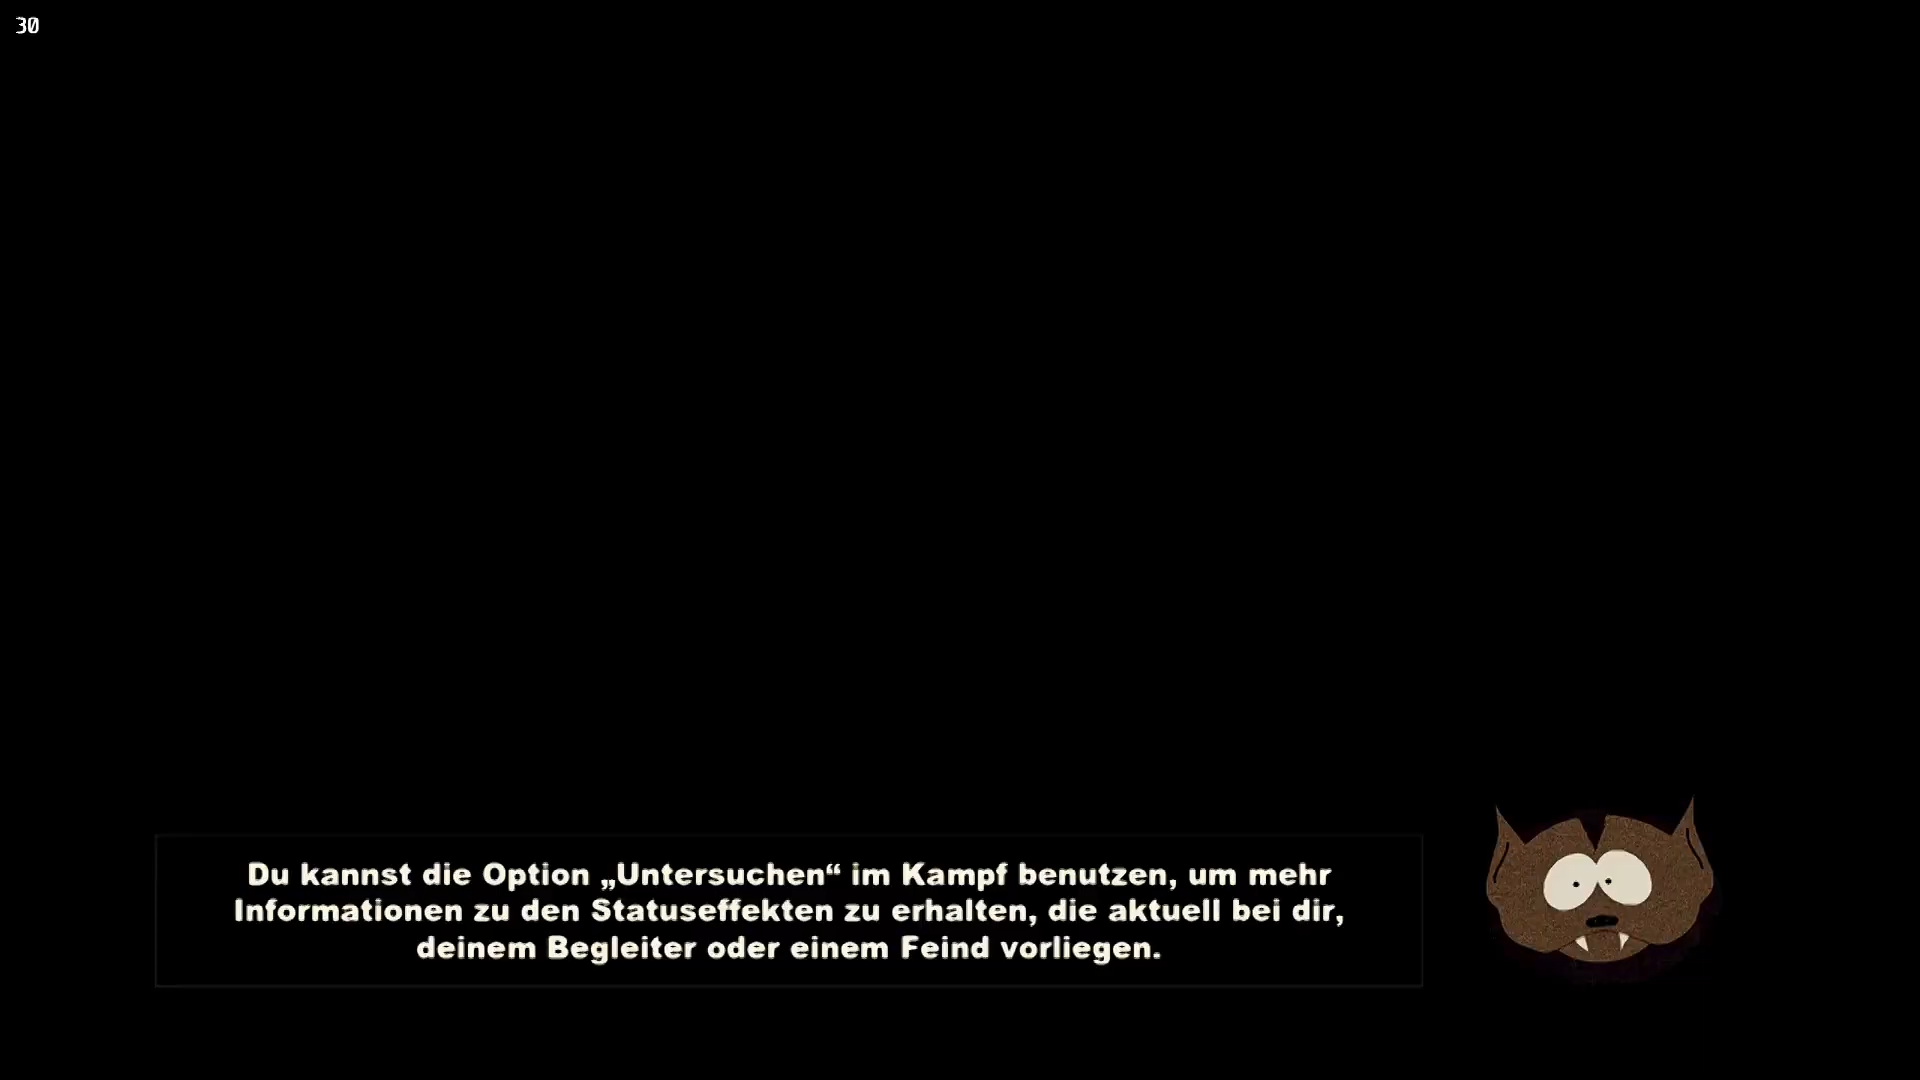 30
Du kannst die Option „Untersuchen“ im Kampf benutzen, um mehr
Informationen zu den Statuseffekten zu erhalten, die aktuell bei dir,
deinem Begleiter oder einem Feind vorliegen.